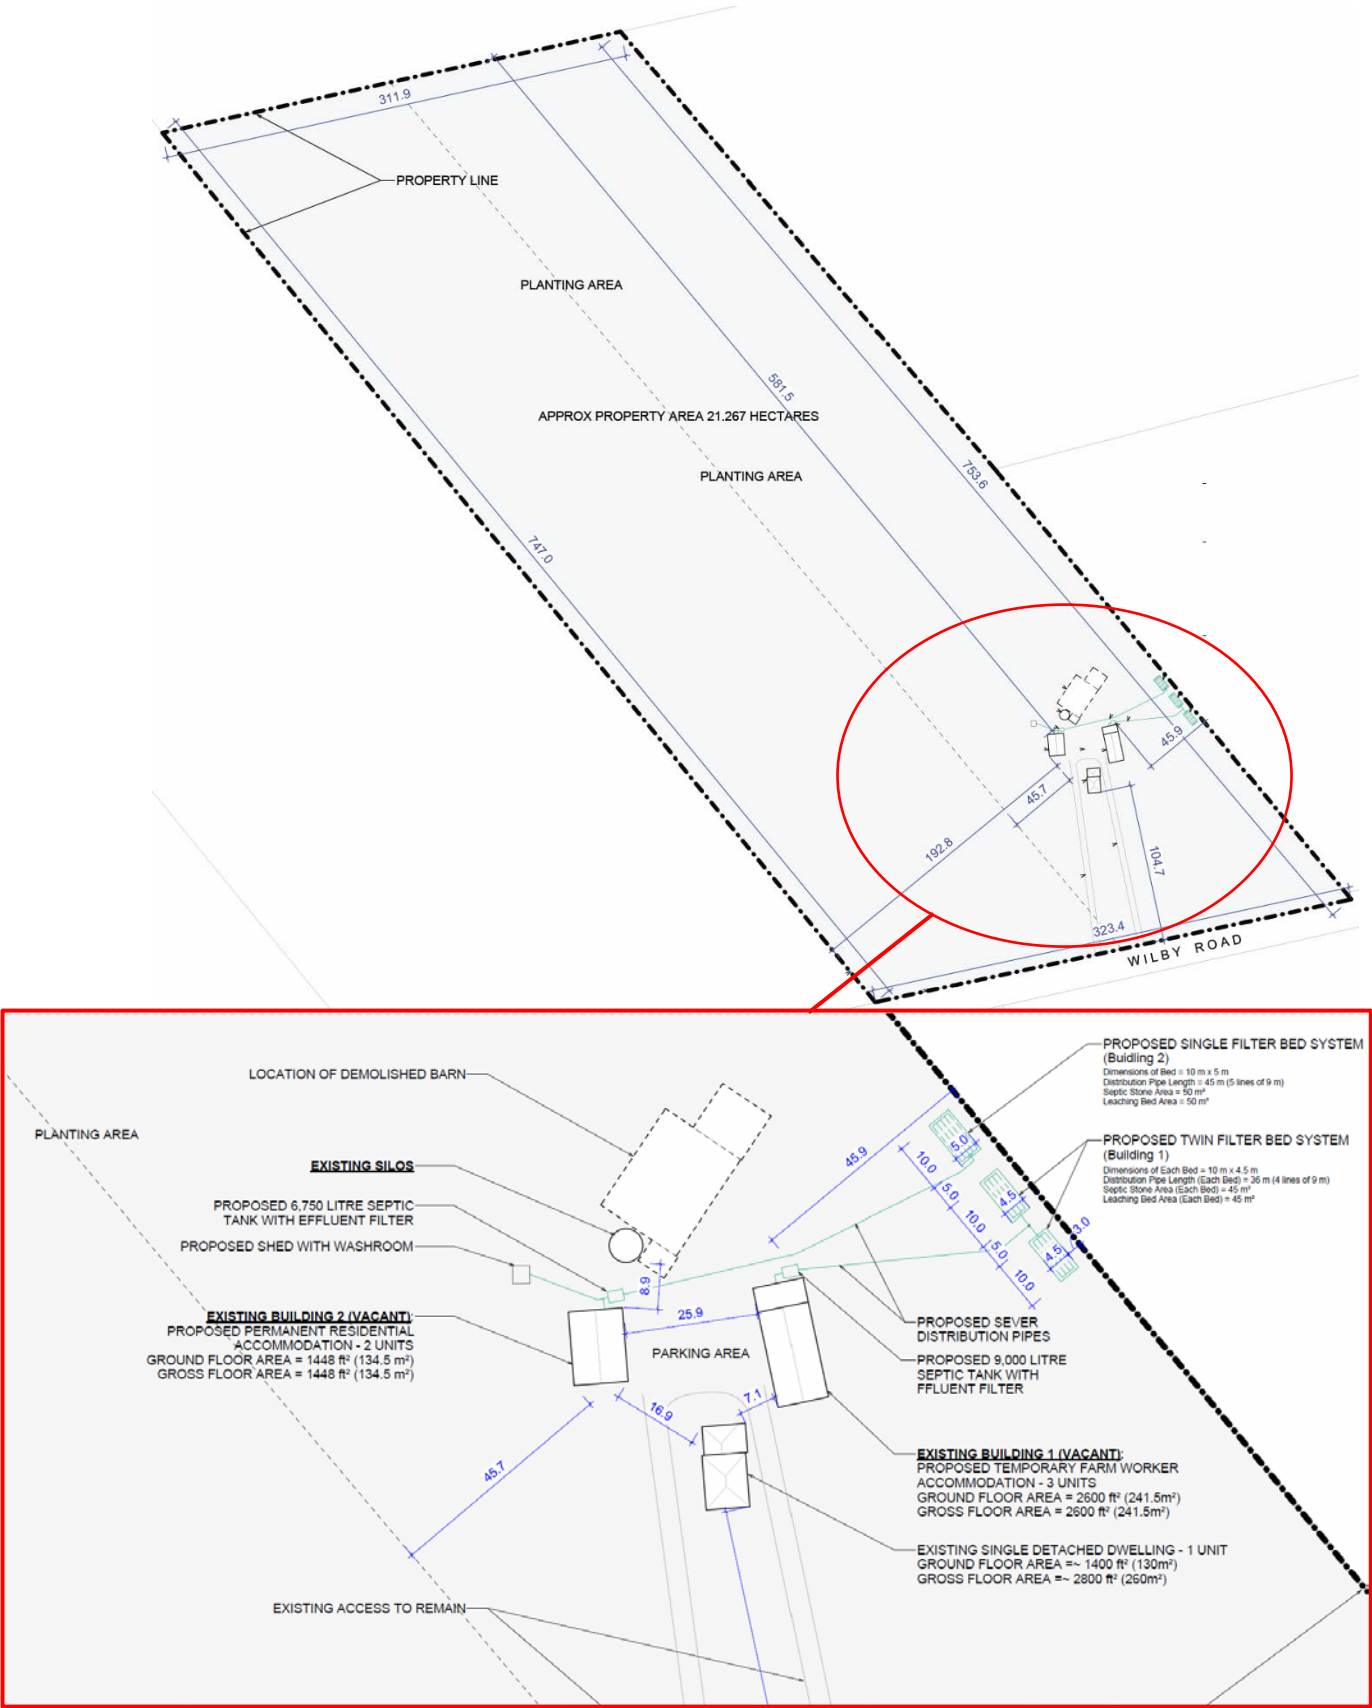 311.9
PROPERTY LINE
PLANTING AREA
581.5
APPROX PROPERTY AREA 21.267 HECTARES
PLANTING AREA
753.6
747.0
45.9
45.7
192.8
104.7
323.4
WILBY ROAD
PROPOSED SINGLE FILTER BED SYSTEM
(Buidling 2)
Dimensions of Bed = 10 m x 5 m
Distribution Pipe Length = 45 m (5 lines of 9 m)
Septic Stone Area = 50 m²
Leaching Bed Area = 50 m²
LOCATION OF DEMOLISHED BARN
PLANTING AREA
PROPOSED TWIN FILTER BED SYSTEM
(Building 1)
Dimensions of Each Bed = 10 m x 4.5 m
Distribution Pipe Length (Each Bed) = 36 m (4 lines of 9 m)
Septic Stone Area (Each Bed) = 45 m²
Leaching Bed Area (Each Bed) = 45 m²
45.9
5.0
10.0
5.0
4.5
10.0
5.0
4.5
3.0
10.0
EXISTING SILOS
PROPOSED 6,750 LITRE SEPTIC
TANK WITH EFFLUENT FILTER
PROPOSED SHED WITH WASHROOM
8.9
25.9
EXISTING BUILDING 2 (VACANT):
PROPOSED PERMANENT RESIDENTIAL
ACCOMMODATION - 2 UNITS
GROUND FLOOR AREA = 1448 ft² (134.5 m²)
GROSS FLOOR AREA = 1448 ft² (134.5 m²)
PARKING AREA
PROPOSED SEVER
DISTRIBUTION PIPES
PROPOSED 9,000 LITRE
SEPTIC TANK WITH
FFLUENT FILTER
7.1
16.9
45.7
EXISTING BUILDING 1 (VACANT):
PROPOSED TEMPORARY FARM WORKER
ACCOMMODATION - 3 UNITS
GROUND FLOOR AREA = 2600 ft² (241.5m²)
GROSS FLOOR AREA = 2600 ft² (241.5m²)
EXISTING SINGLE DETACHED DWELLING - 1 UNIT
GROUND FLOOR AREA =~ 1400 ft² (130m²)
GROSS FLOOR AREA =~ 2800 ft² (260m²)
EXISTING ACCESS TO REMAIN